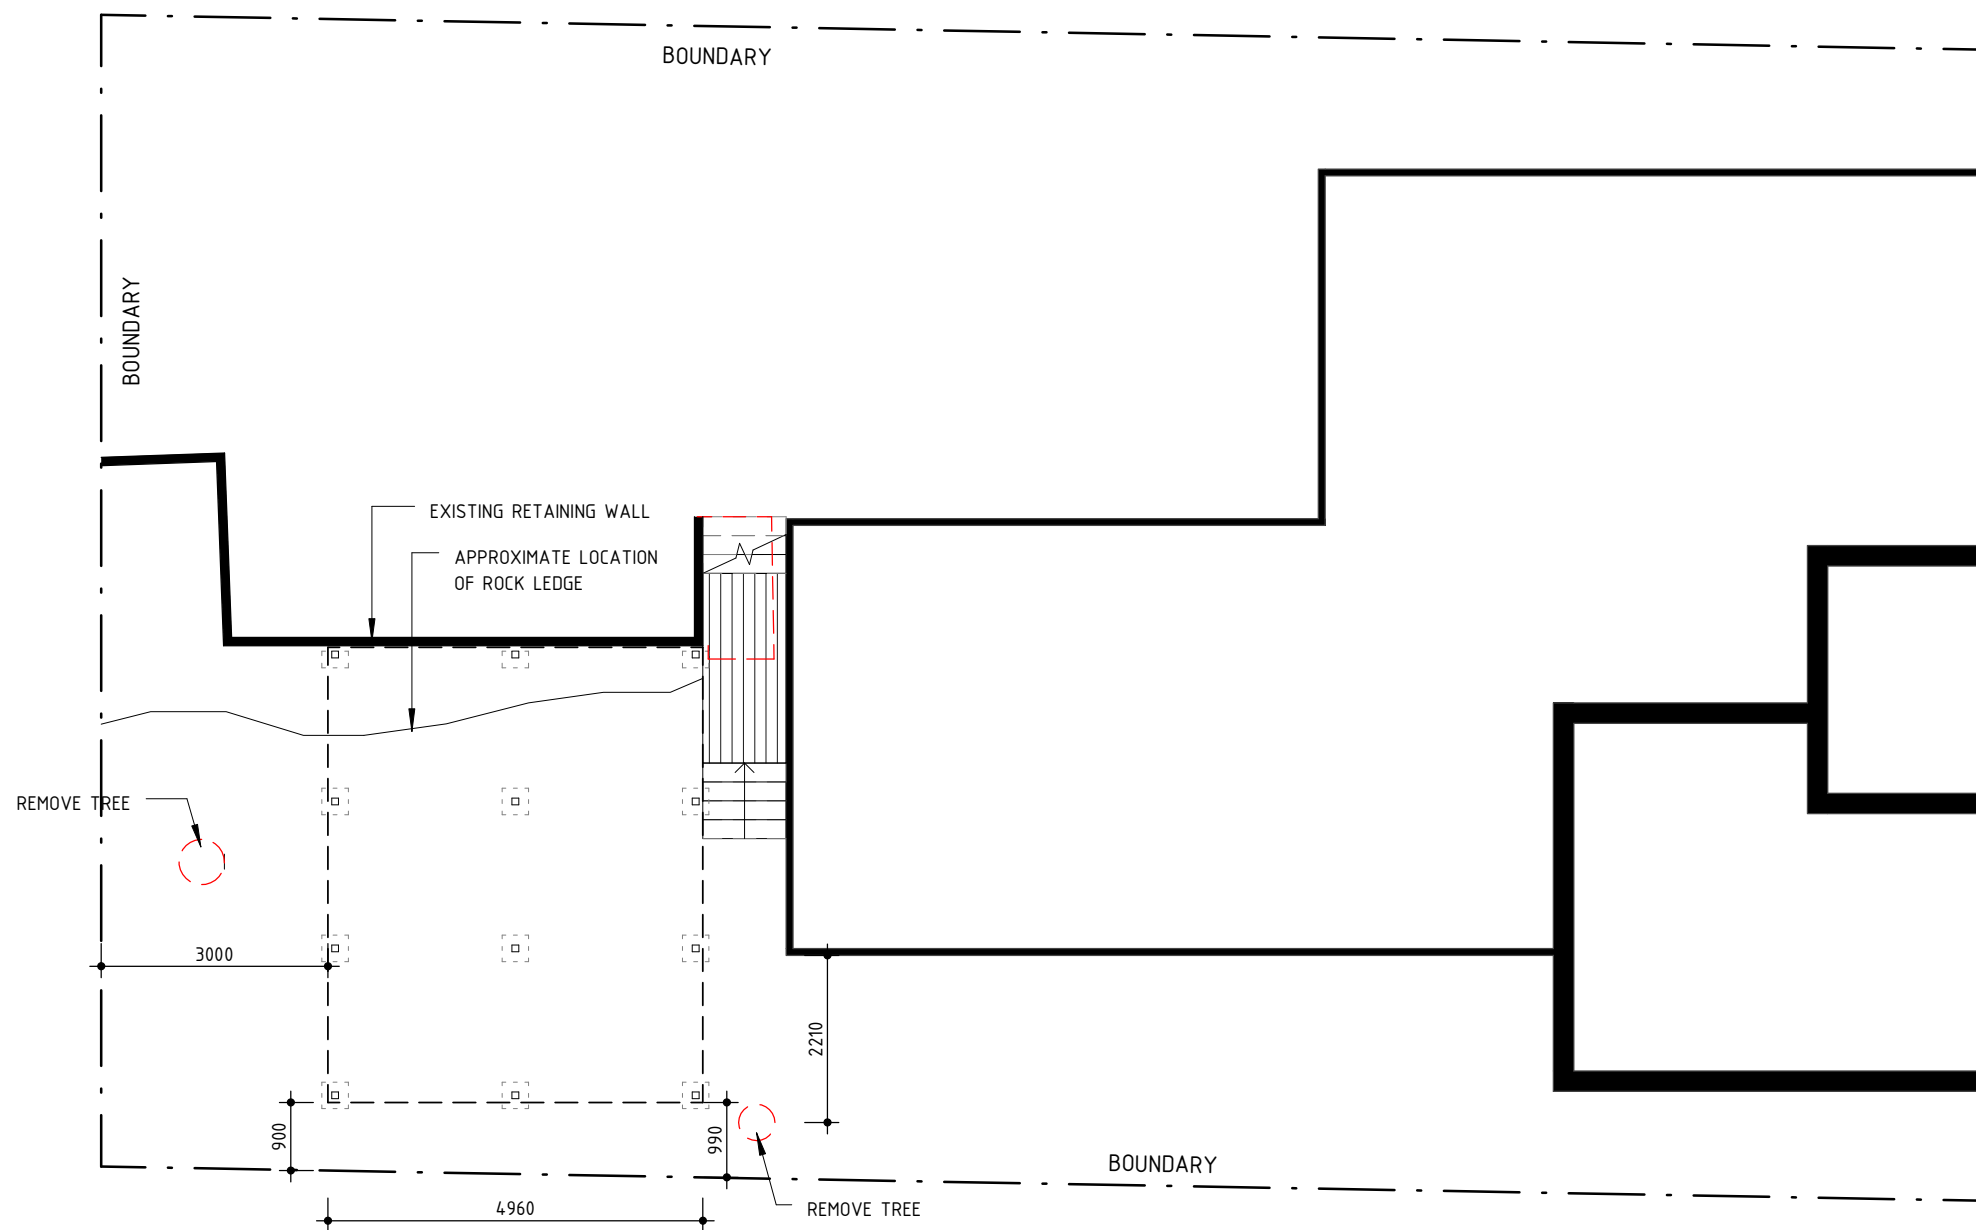 BOUNDARY
BOUNDARY
EXISTING RETAINING WALL
APPROXIMATE LOCATION
OF ROCK LEDGE
REMOVE TREE
3000
2210
900
990
BOUNDARY
4960
REMOVE TREE